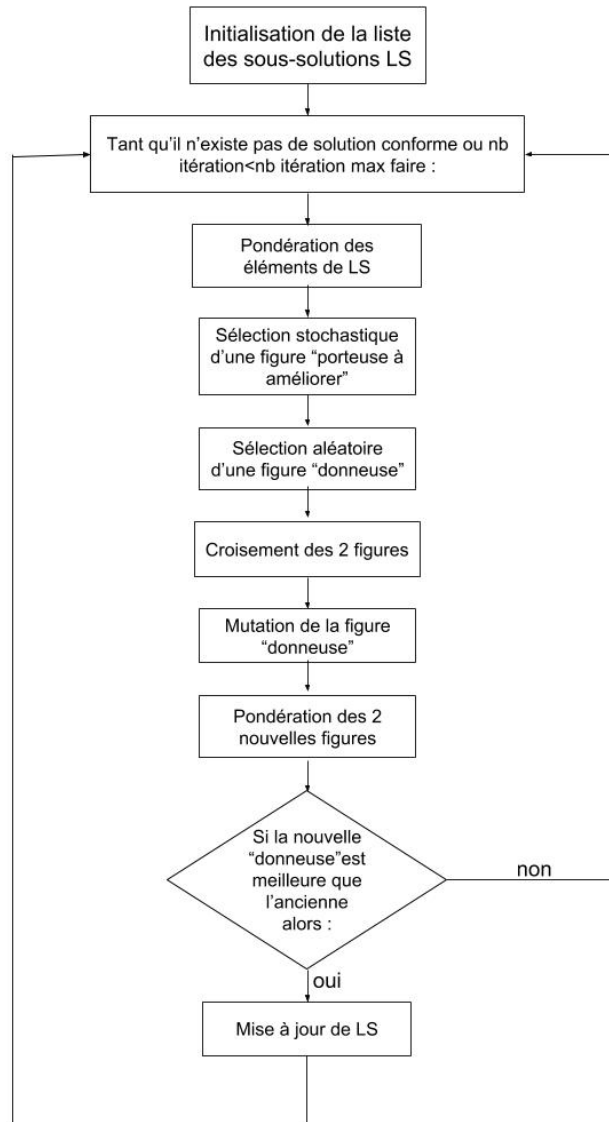 Initialisation de la liste
des sous-solutions LS
Tant qu'il n'existe pas de solution conforme ou nb
itération<nb itération max faire :
Pondération des
éléments de LS
Sélection stochastique
d'une figure “porteuse à
améliorer”
Sélection aléatoire
d'une figure “donneuse”
Croisement des 2 figures
Mutation de la figure
“donneuse”
Pondération des 2
nouvelles figures
Si la nouvelle
“donneuse”est
meilleure que
l'ancienne
alors :
non
oui
Mise à jour de LS